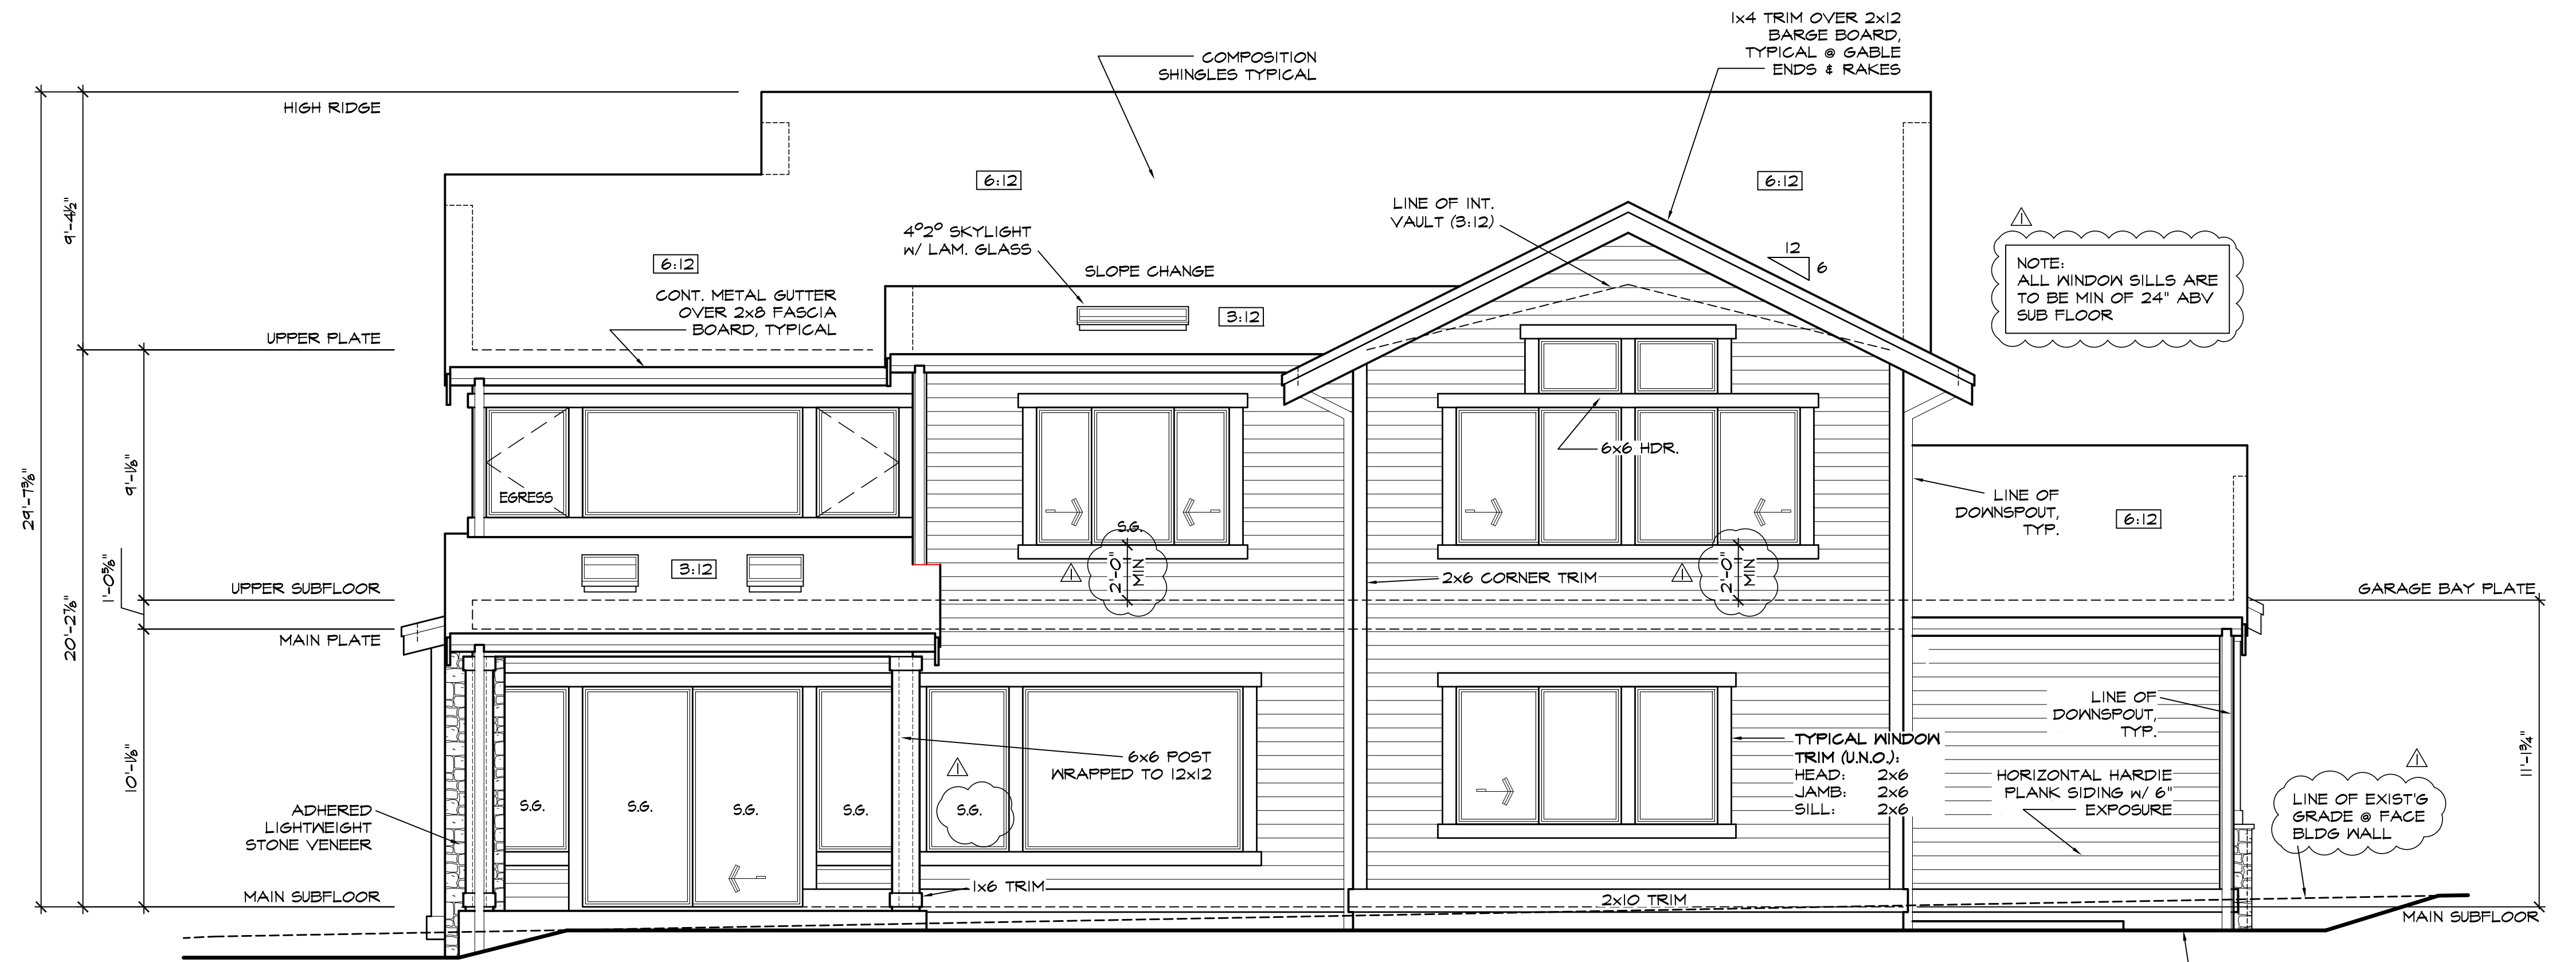 1x4 TRIM OVER 2x12
BARGE BOARD,
TYPICAL @ GABLE
ENDS & RAKES
COMPOSITION
SHINGLES TYPICAL
HIGH RIDGE
6:12
6:12
LINE OF INT.
VAULT (3:12)
4⁰2⁰ SKYLIGHT
W/ LAM. GLASS
SLOPE CHANGE
12
6
1
NOTE:
ALL WINDOW SILLS ARE
TO BE MIN OF 24" ABV
SUB FLOOR
9'-4½"
6:12
CONT. METAL GUTTER
OVER 2x8 FASCIA
BOARD, TYPICAL
3:12
UPPER PLATE
6x6 HDR.
9'-1⅛"
29'-7⅜"
EGRESS
S.G.
LINE OF
DOWNSPOUT,
TYP.
6:12
3:12
1
2'-0"
MIN
1
2'-0"
MIN
2x6 CORNER TRIM
1'-0⅝"
UPPER SUBFLOOR
GARAGE BAY PLATE
20'-2⅞"
MAIN PLATE
10'-1⅛"
LINE OF
DOWNSPOUT,
TYP.
6x6 POST
WRAPPED TO 12x12
TYPICAL WINDOW
TRIM (U.N.O.):
HEAD: 2x6
JAMB: 2x6
SILL: 2x6
HORIZONTAL HARDIE
PLANK SIDING W/ 6"
EXPOSURE
11'-1¾"
1
1
LINE OF EXIST'G
GRADE @ FACE
BLDG WALL
S.G.
S.G.
S.G.
S.G.
S.G.
ADHERED
LIGHTWEIGHT
STONE VENEER
1x6 TRIM
MAIN SUBFLOOR
2x10 TRIM
MAIN SUBFLOOR